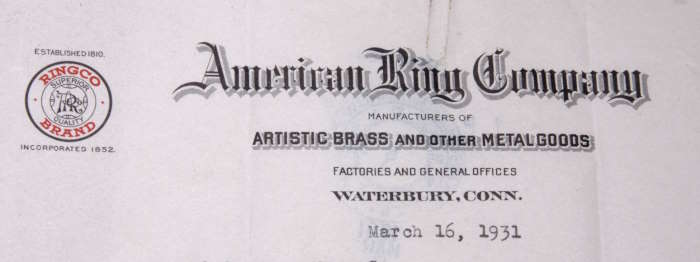 ESTABLISHED 1810.
RINGCO
SUPERIOR
QUALITY
BRAND
INCORPORATED 1852.
American Ring Company
MANUFACTURERS OF
ARTISTIC BRASS AND OTHER METAL GOODS
FACTORIES AND GENERAL OFFICES
WATERBURY, CONN.
March 16, 1931